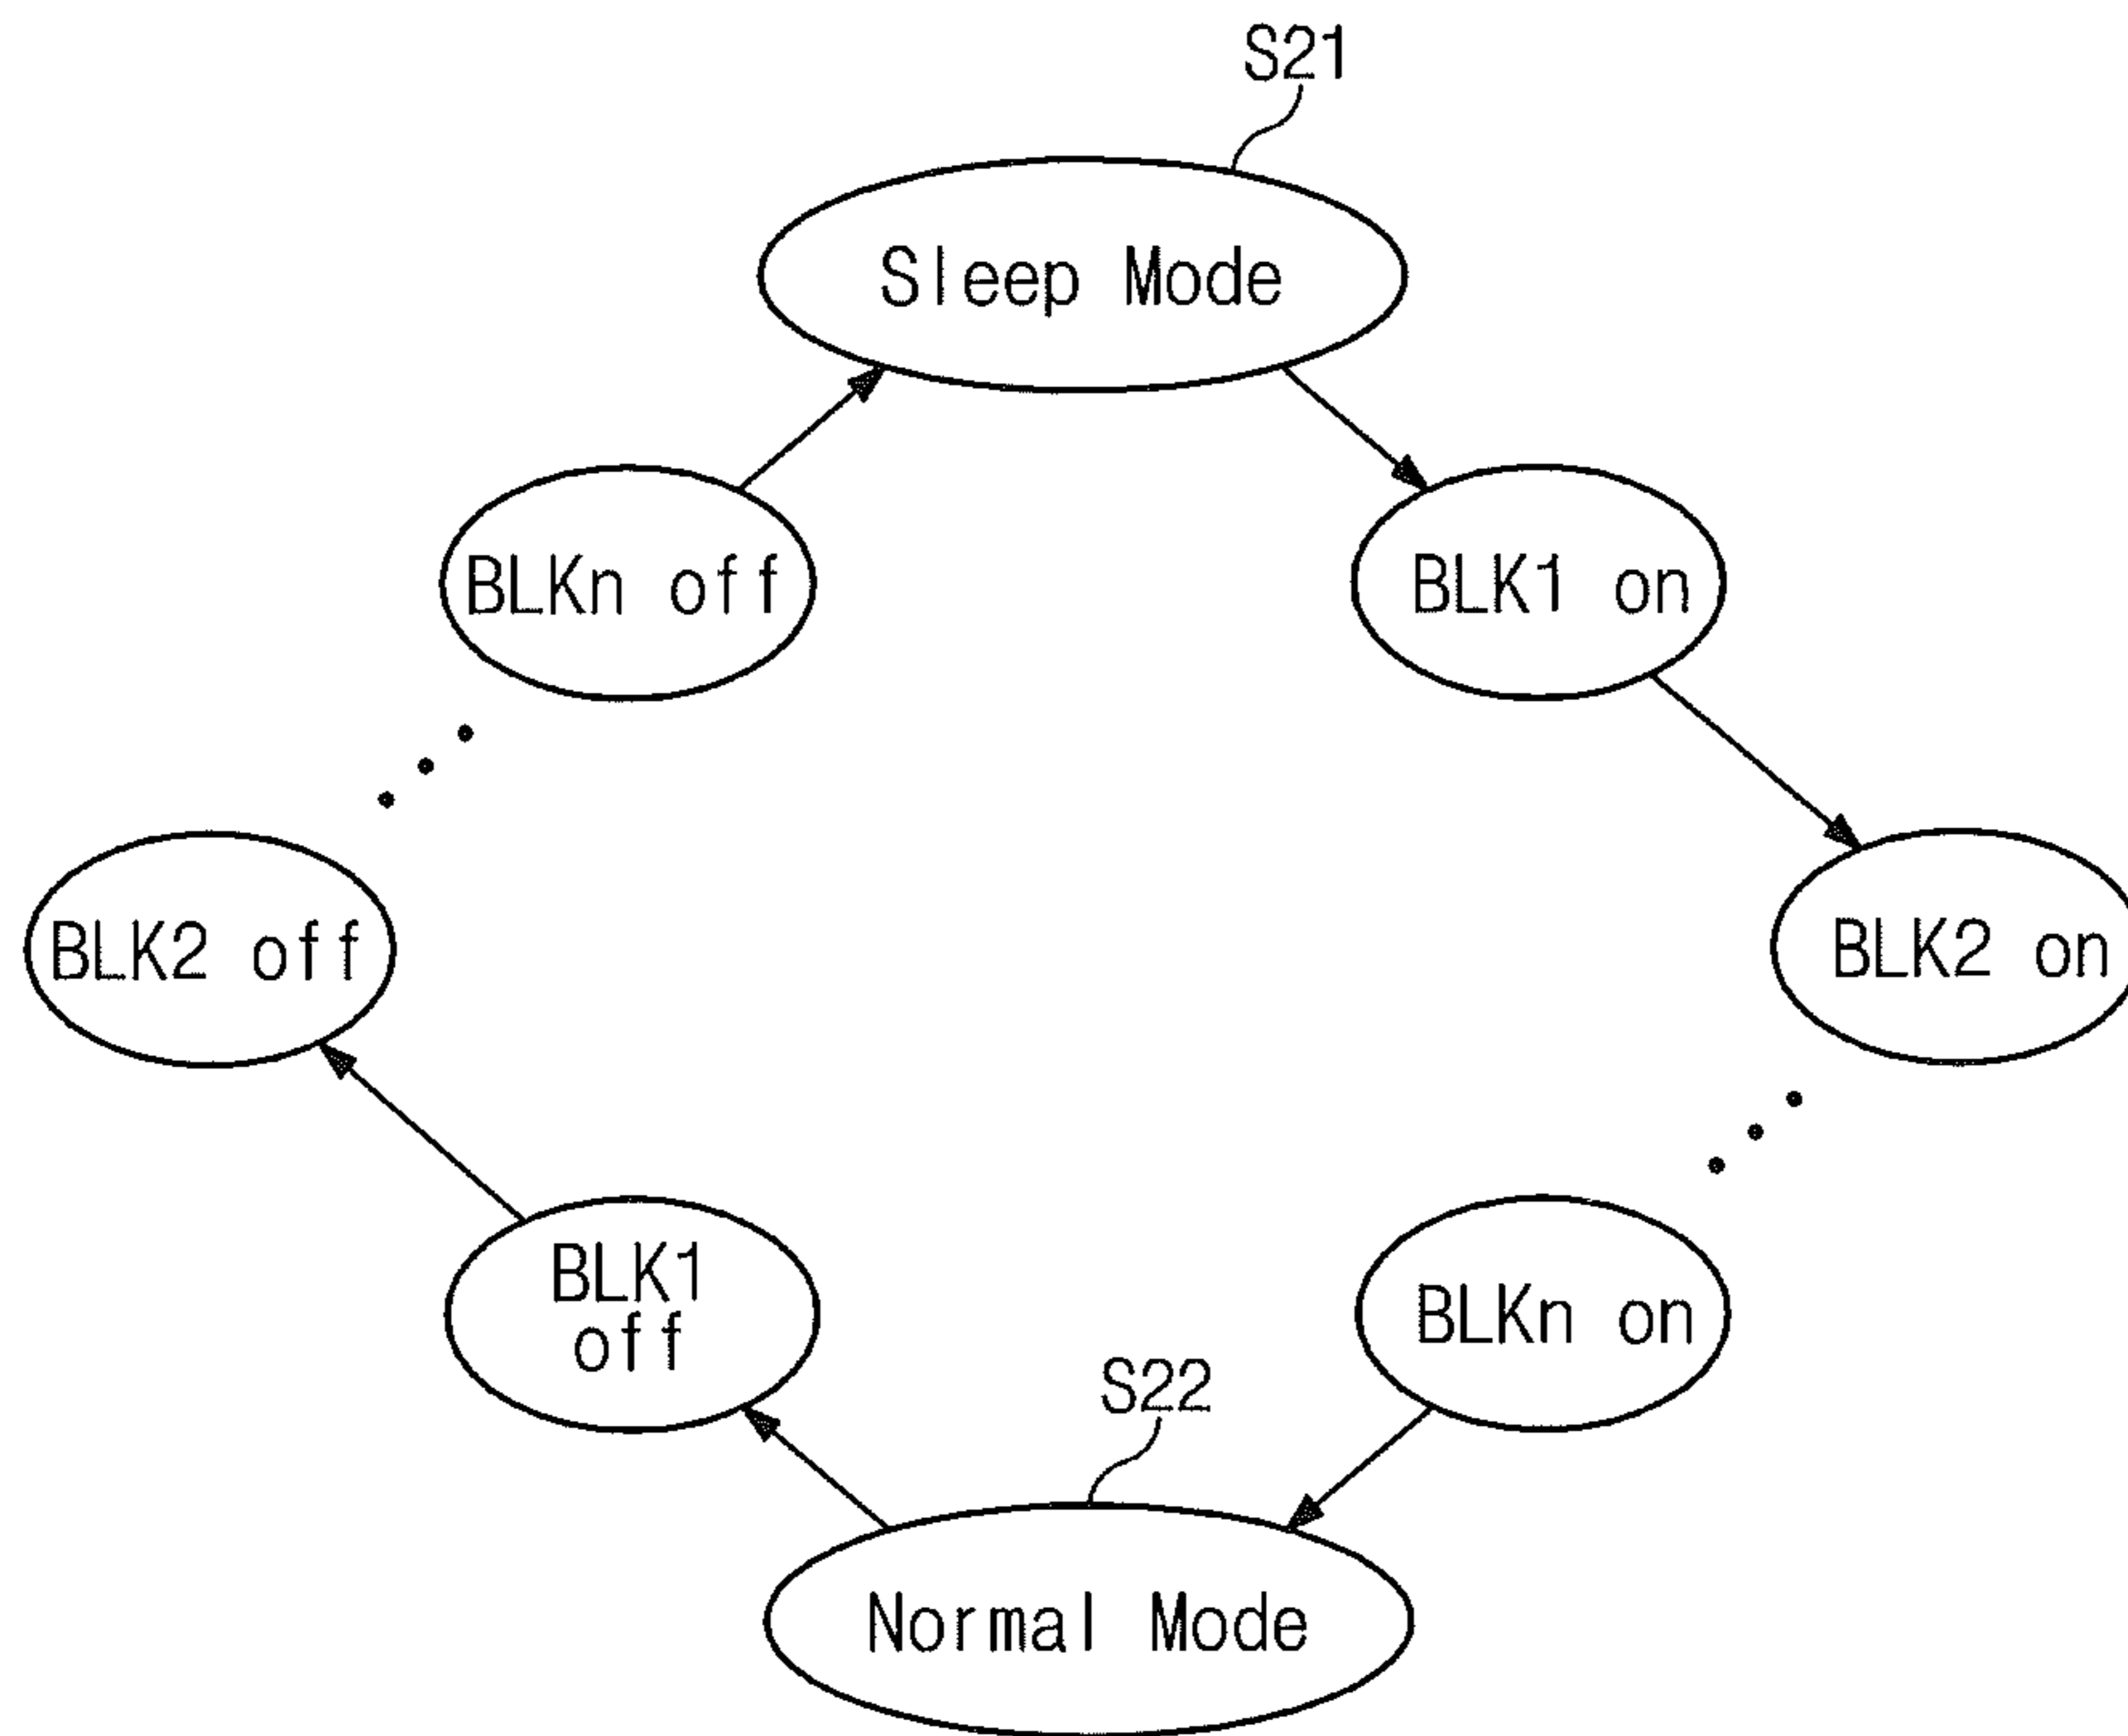 S21
Sleep Mode
BLKn off
BLK1 on
BLK2 off
BLK2 on
BLK1
off
BLKn on
S22
Normal Mode